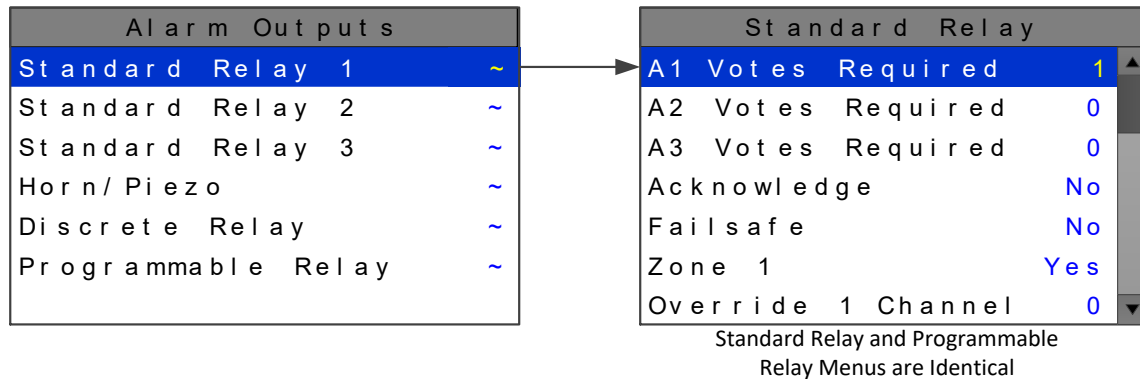 Alarm Outputs
Standard Relay 1 ~
Standard Relay 2 ~
Standard Relay 3 ~
Horn/Piezo ~
Discrete Relay ~
Programmable Relay ~
Standard Relay
A1 Votes Required 1
A2 Votes Required 0
A3 Votes Required 0
Acknowledge No
Failsafe No
Zone 1 Yes
Override 1 Channel 0
Standard Relay and Programmable
Relay Menus are Identical